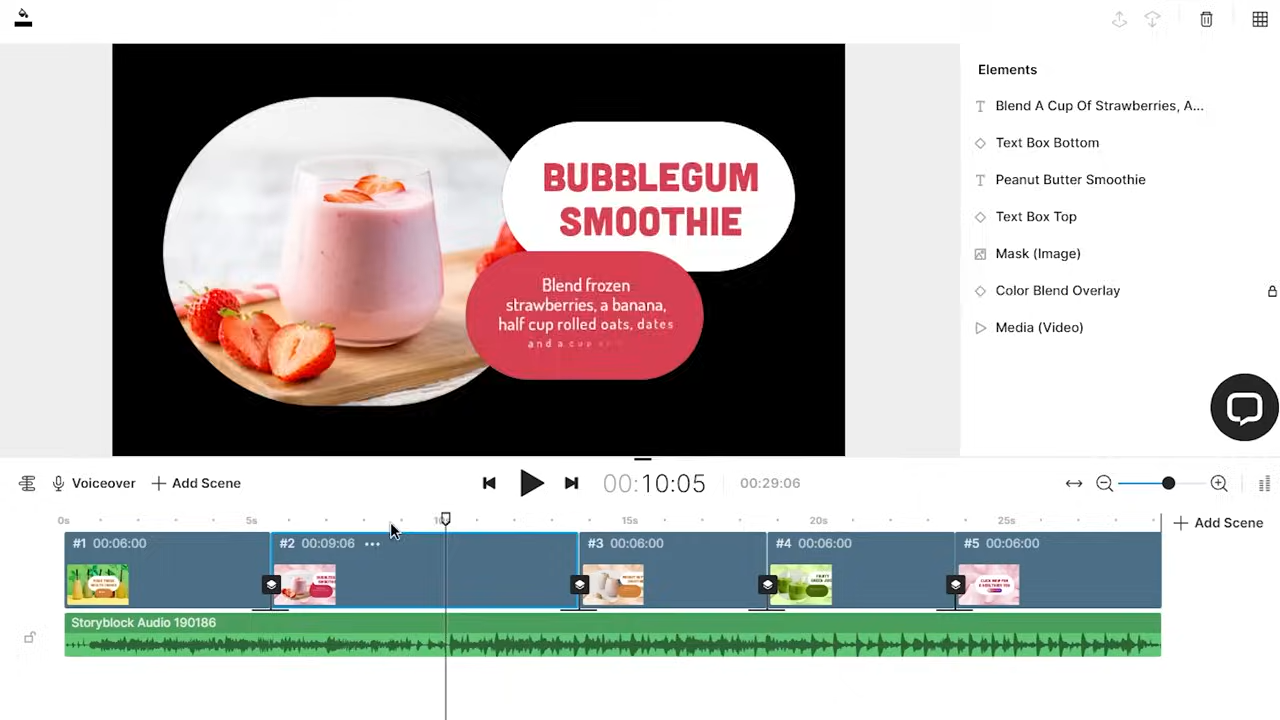 Elements
Blend A Cup Of Strawberries, A...
Text Box Bottom
Peanut Butter Smoothie
Text Box Top
Mask (Image)
Color Blend Overlay
Media (Video)
BUBBLEGUM
SMOOTHIE
Blend frozen
strawberries, a banana,
half cup rolled oats, dates
and a cup
Voiceover
Add Scene
00:10:05
00:29:06
0s
5s
15s
20s
25s
Add Scene
#1 00:06:00
#2 00:09:06
#3 00:06:00
#4 00:06:00
#5 00:06:00
Storyblock Audio 190186